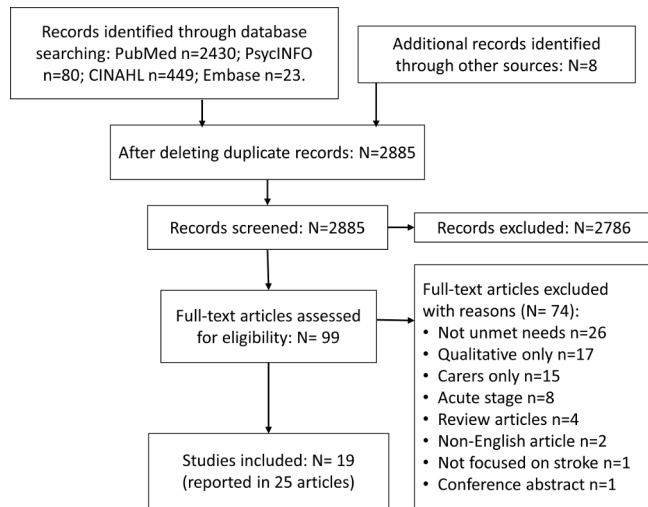 Records identified through database
searching: PubMed n=2430; PsycINFO
n=80; CINAHL n=449; Embase n=23.
Additional records identified
through other sources: N=8
After deleting duplicate records: N=2885
Records screened: N=2885
Records excluded: N=2786
Full-text articles assessed
for eligibility: N= 99
Full-text articles excluded
with reasons (N= 74):
• Not unmet needs n=26
• Qualitative only n=17
• Carers only n=15
• Acute stage n=8
• Review articles n=4
• Non-English article n=2
• Not focused on stroke n=1
• Conference abstract n=1
Studies included: N= 19
(reported in 25 articles)